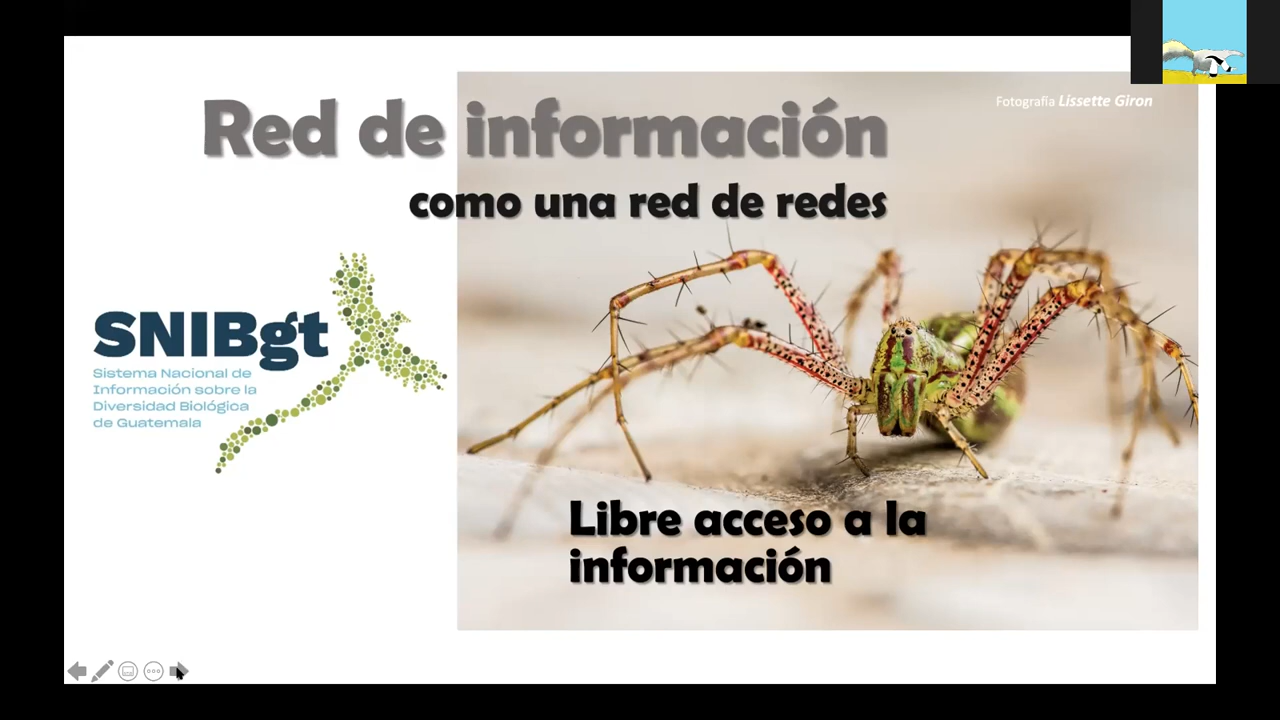 Fotografía Lissette Giron
Red de información
como una red de redes
SNIBgt
Sistema Nacional de
Información sobre la
Diversidad Biológica
de Guatemala
Libre acceso a la
información